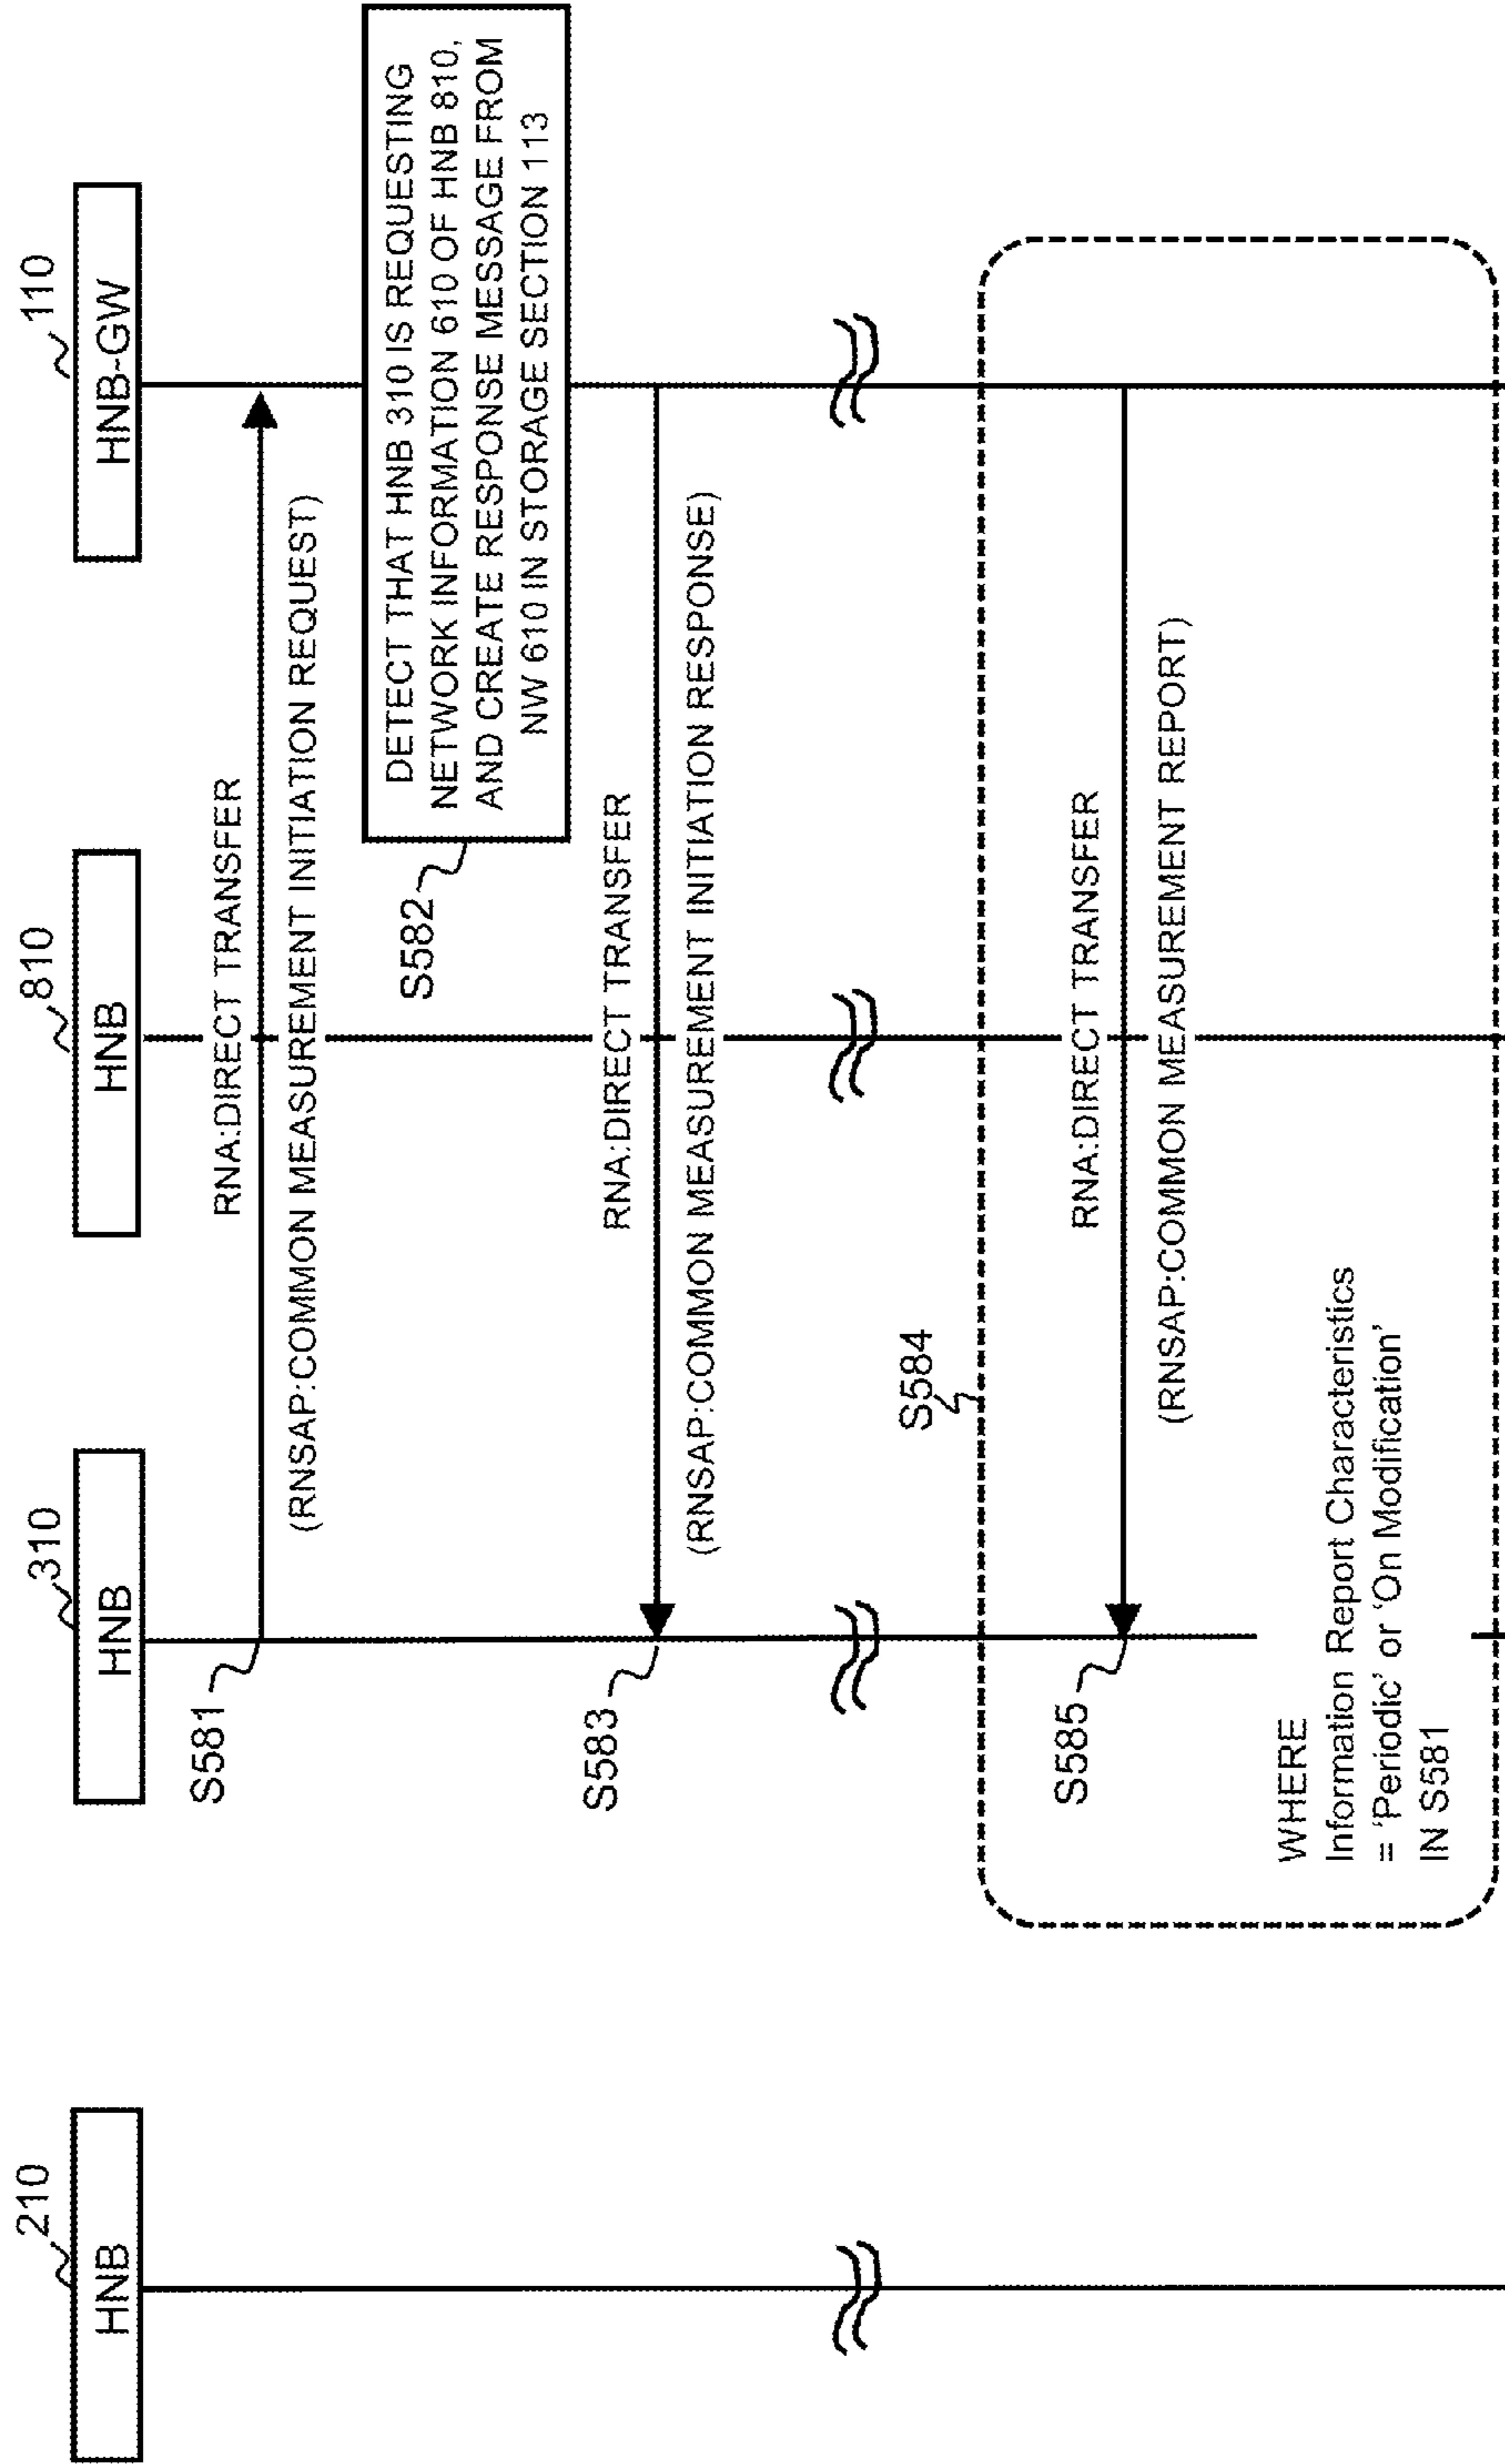 210
HNB
310
HNB
810
HNB
110
HNB-GW
S581
RNA:DIRECT TRANSFER
(RNSAP:COMMON MEASUREMENT INITIATION REQUEST)
S582
DETECT THAT HNB 310 IS REQUESTING
NETWORK INFORMATION 610 OF HNB 810,
AND CREATE RESPONSE MESSAGE FROM
NW 610 IN STORAGE SECTION 113
S583
RNA:DIRECT TRANSFER
(RNSAP:COMMON MEASUREMENT INITIATION RESPONSE)
S584
S585
RNA:DIRECT TRANSFER
(RNSAP:COMMON MEASUREMENT REPORT)
WHERE
Information Report Characteristics
= 'Periodic' or 'On Modification'
IN S581